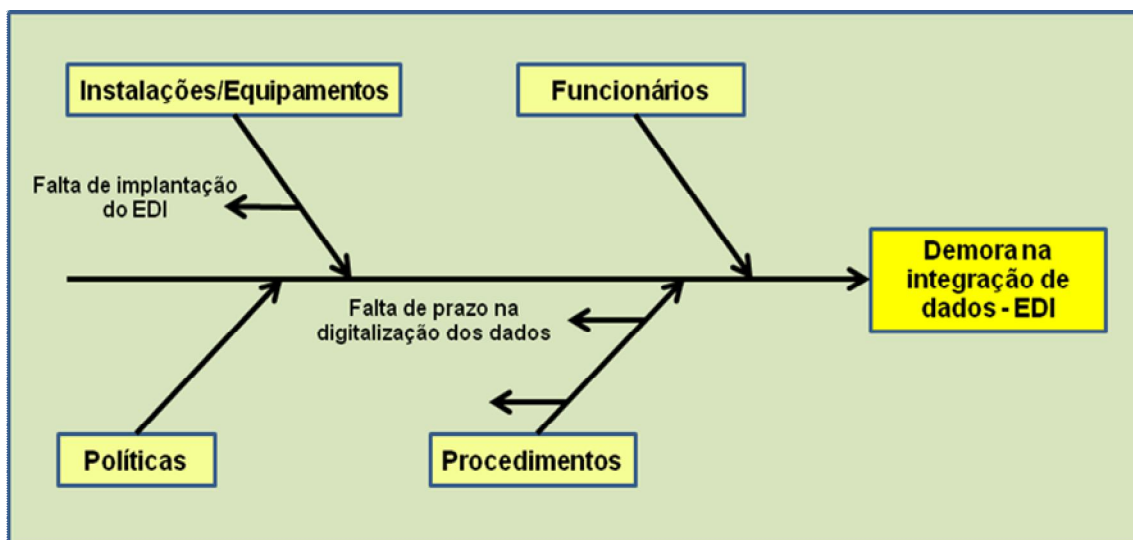 Instalações/Equipamentos
Funcionários
Falta de implantação
do EDI
Demora na
integração de
dados - EDI
Falta de prazo na
digitalização dos dados
Políticas
Procedimentos